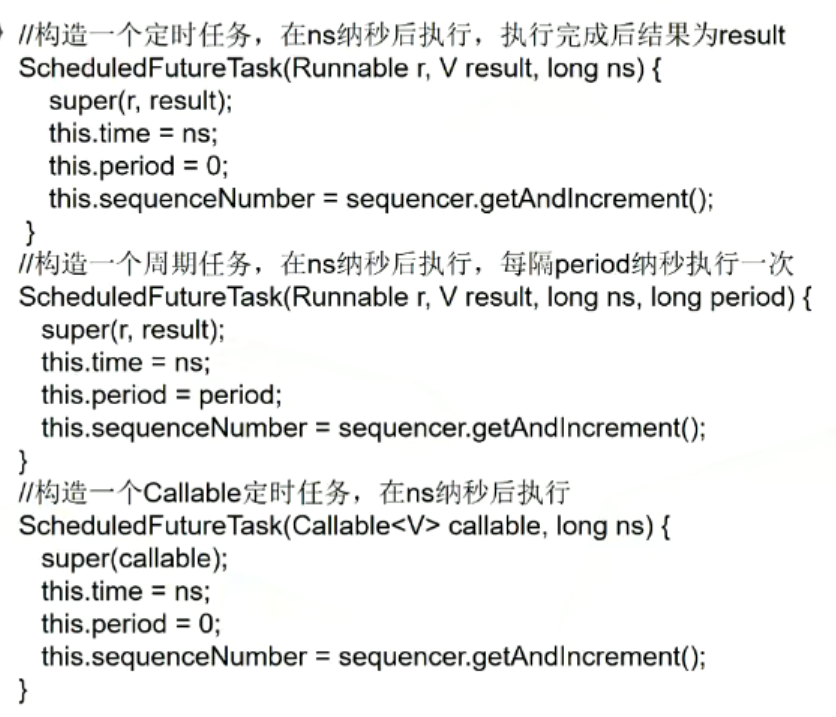 //构造一个定时任务，在ns纳秒后执行，执行完成后结果为result
ScheduledFutureTask(Runnable r, V result, long ns) {
super(r, result);
this.time = ns;
this.period = 0;
this.sequenceNumber = sequencer.getAndIncrement();
}
//构造一个周期任务，在ns纳秒后执行，每隔period纳秒执行一次
ScheduledFutureTask(Runnable r, V result, long ns, long period) {
super(r, result);
this.time = ns;
this.period = period;
this.sequenceNumber = sequencer.getAndIncrement();
}
//构造一个Callable定时任务，在ns纳秒后执行
ScheduledFutureTask(Callable<V> callable, long ns) {
super(callable);
this.time = ns;
this.period = 0;
this.sequenceNumber = sequencer.getAndIncrement();
}